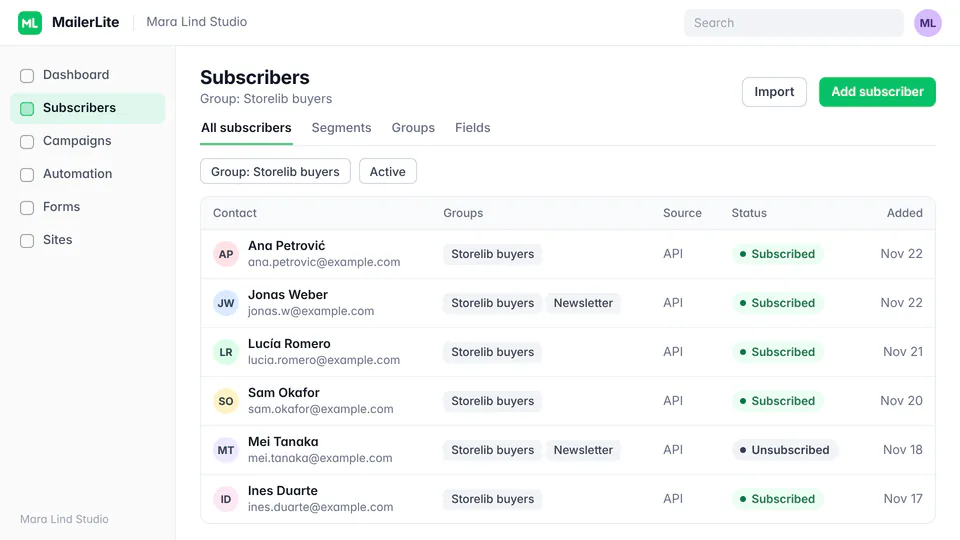 ML MailerLite Mara Lind Studio Search ML
Dashboard
Subscribers
Campaigns
Automation
Forms
Sites
Mara Lind Studio
Subscribers
Group: Storelib buyers
Import Add subscriber
All subscribers Segments Groups Fields
Group: Storelib buyers Active
Contact Groups Source Status Added
AP Ana Petrović Storelib buyers API Subscribed Nov 22
ana.petrovic@example.com
JW Jonas Weber Storelib buyers Newsletter API Subscribed Nov 22
jonas.w@example.com
LR Lucía Romero Storelib buyers API Subscribed Nov 21
lucia.romero@example.com
SO Sam Okafor Storelib buyers API Subscribed Nov 20
sam.okafor@example.com
MT Mei Tanaka Storelib buyers Newsletter API Unsubscribed Nov 18
mei.tanaka@example.com
ID Ines Duarte Storelib buyers API Subscribed Nov 17
ines.duarte@example.com